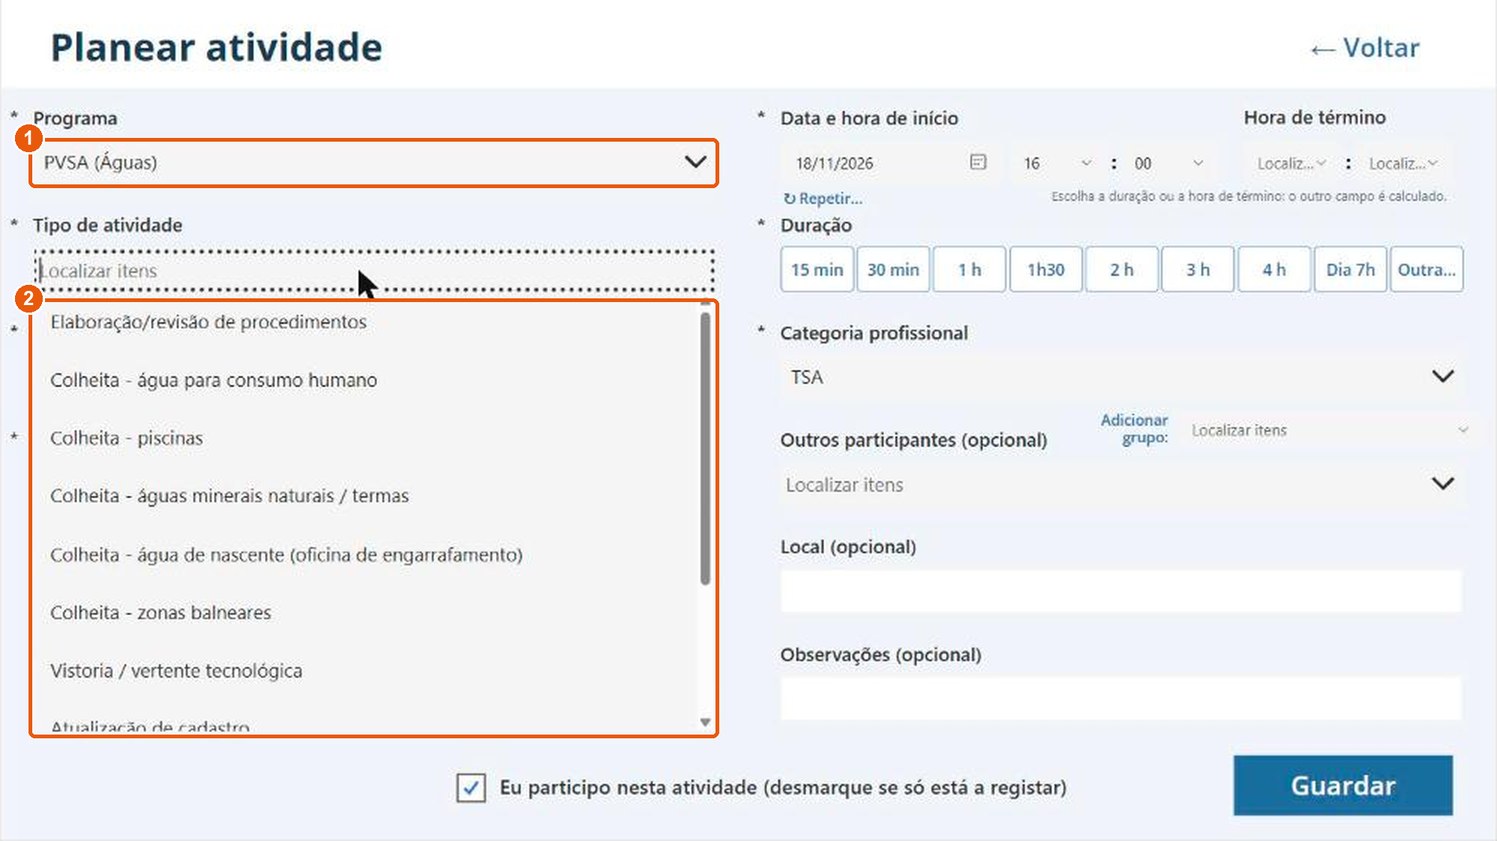 Planear atividade
← Voltar
* Programa
1
PVSA (Águas)
* Tipo de atividade
Localizar itens
2
Elaboração/revisão de procedimentos
* Colheita - água para consumo humano
Colheita - piscinas
*
Colheita - águas minerais naturais / termas
Colheita - água de nascente (oficina de engarrafamento)
Colheita - zonas balneares
Vistoria / vertente tecnológica
Atualização de cadastro
* Data e hora de início
Hora de término
18/11/2026
16 : 00
Localiz... : Localiz...
↻ Repetir...
Escolha a duração ou a hora de término: o outro campo é calculado.
* Duração
15 min 30 min 1 h 1h30 2 h 3 h 4 h Dia 7h Outra...
* Categoria profissional
TSA
Outros participantes (opcional)
Adicionar
grupo:
Localizar itens
Localizar itens
Local (opcional)
Observações (opcional)
Eu participo nesta atividade (desmarque se só está a registar)
Guardar